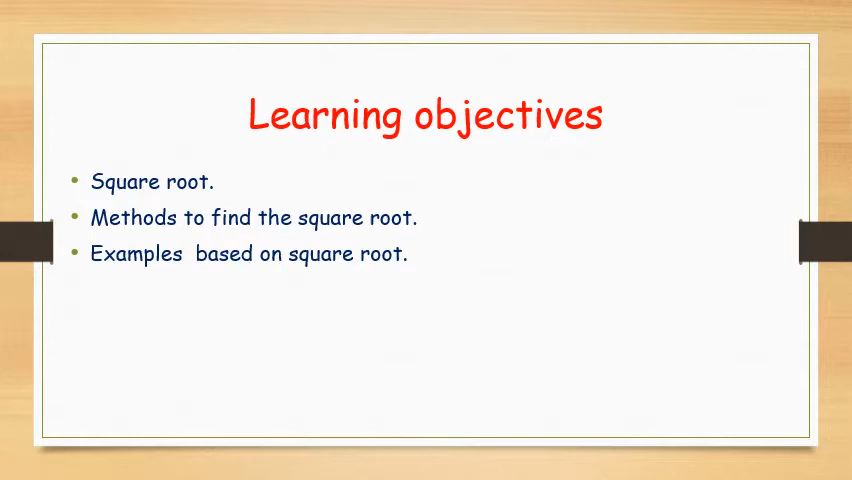 Learning objectives
• Square root.
• Methods to find the square root.
• Examples  based on square root.